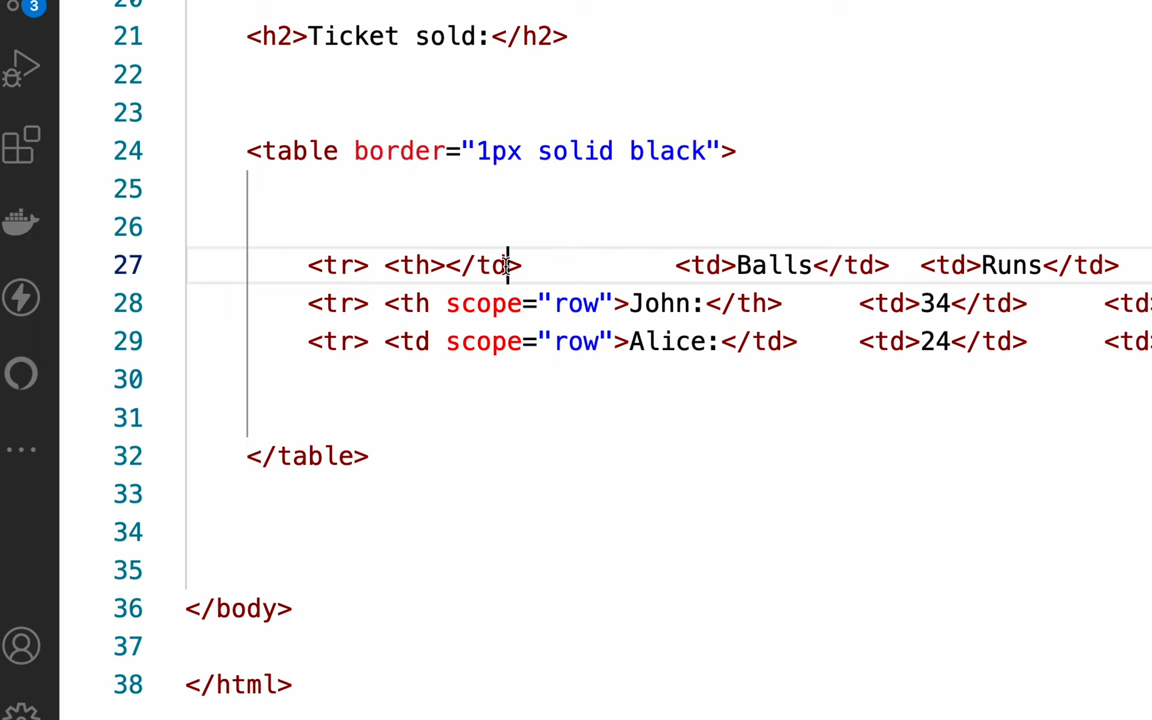 3
20
21 <h2>Ticket sold:</h2>
22
23
24 <table border="1px solid black">
25
26
27 <tr> <th></td> <td>Balls</td> <td>Runs</td>
28 <tr> <th scope="row">John:</th> <td>34</td> <td>
29 <tr> <td scope="row">Alice:</td> <td>24</td> <td>
30
31
32 </table>
33
34
35
36 </body>
37
38 </html>